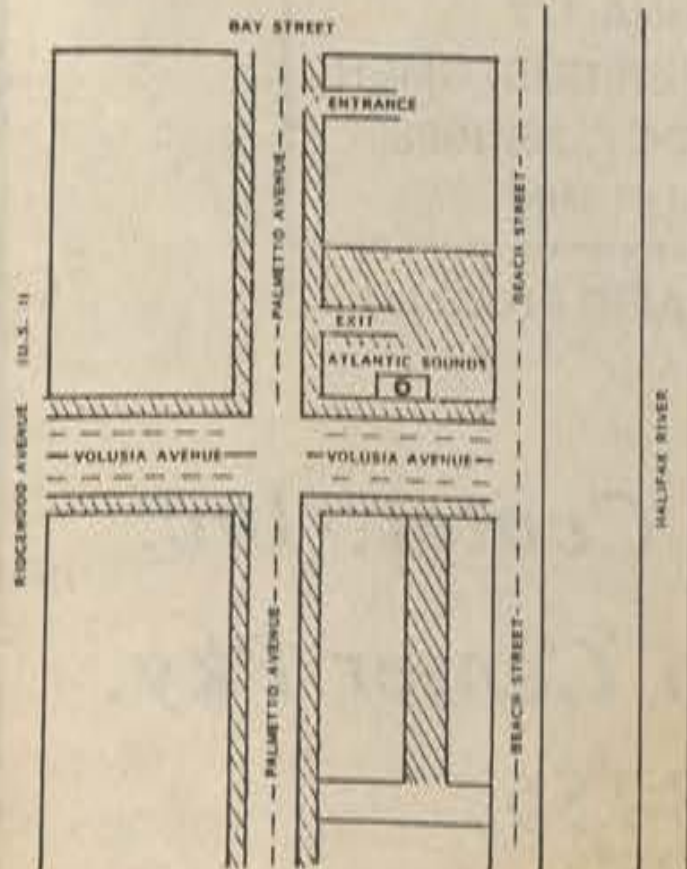 BAY STREET
ENTRANCE
PALMETTO AVENUE
BEACH STREET
EXIT
ATLANTIC SOUNDS
RIDGEWOOD AVENUE (U.S. 1)
VOLUSIA AVENUE
VOLUSIA AVENUE
HALIFAX RIVER
PALMETTO AVENUE
BEACH STREET